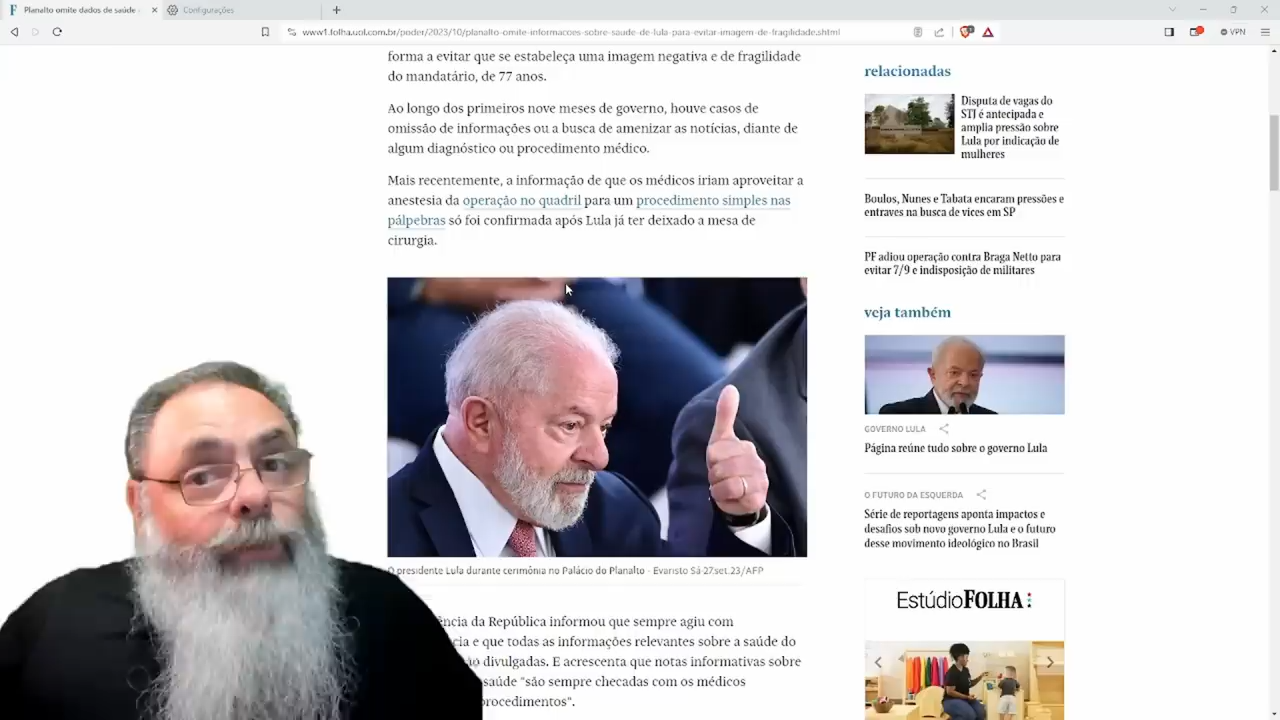 Planalto omite dados de saúde
Configurações
www1.folha.uol.com.br/poder/2023/10/planalto-omite-informacoes-sobre-saude-de-lula-para-evitar-imagem-de-fragilidade.shtml
VPN
forma a evitar que se estabeleça uma imagem negativa e de fragilidade
do mandatário, de 77 anos.
Ao longo dos primeiros nove meses de governo, houve casos de
omissão de informações ou a busca de amenizar as notícias, diante de
algum diagnóstico ou procedimento médico.
Mais recentemente, a informação de que os médicos iriam aproveitar a
anestesia da operação no quadril para um procedimento simples nas
pálpebras só foi confirmada após Lula já ter deixado a mesa de
cirurgia.
O presidente Lula durante cerimônia no Palácio do Planalto - Evaristo Sá-27.set.23/AFP
ência da República informou que sempre agiu com
cia e que todas as informações relevantes sobre a saúde do
ão divulgadas. E acrescenta que notas informativas sobre
saúde "são sempre checadas com os médicos
procedimentos".
relacionadas
Disputa de vagas do
STJ é antecipada e
amplia pressão sobre
Lula por indicação de
mulheres
Boulos, Nunes e Tabata encaram pressões e
entraves na busca de vices em SP
PF adiou operação contra Braga Netto para
evitar 7/9 e indisposição de militares
veja também
GOVERNO LULA
Página reúne tudo sobre o governo Lula
O FUTURO DA ESQUERDA
Série de reportagens aponta impactos e
desafios sob novo governo Lula e o futuro
desse movimento ideológico no Brasil
EstúdioFOLHA